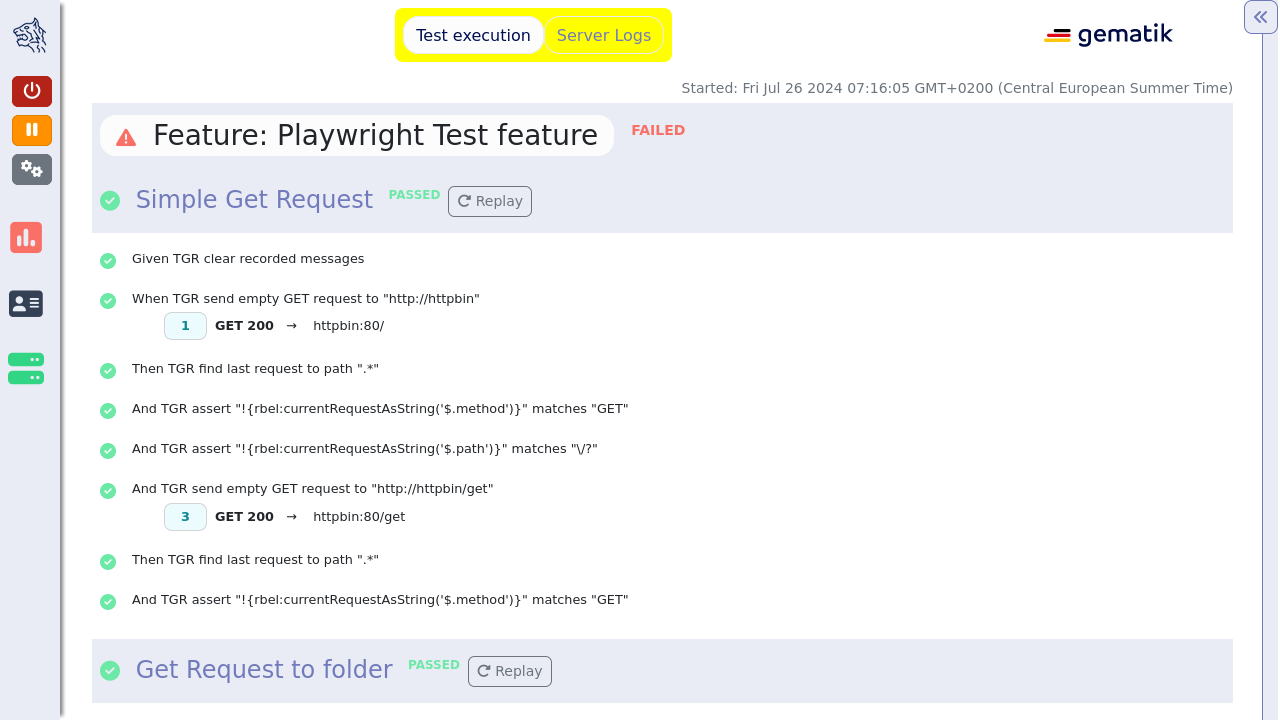 Test execution Server Logs
gematik
Started: Fri Jul 26 2024 07:16:05 GMT+0200 (Central European Summer Time)
Feature: Playwright Test feature FAILED
Simple Get Request PASSED Replay
Given TGR clear recorded messages
When TGR send empty GET request to "http://httpbin"
1 GET 200 → httpbin:80/
Then TGR find last request to path ".*"
And TGR assert "!{rbel:currentRequestAsString('$.method')}" matches "GET"
And TGR assert "!{rbel:currentRequestAsString('$.path')}" matches "\/?"
And TGR send empty GET request to "http://httpbin/get"
3 GET 200 → httpbin:80/get
Then TGR find last request to path ".*"
And TGR assert "!{rbel:currentRequestAsString('$.method')}" matches "GET"
Get Request to folder PASSED Replay